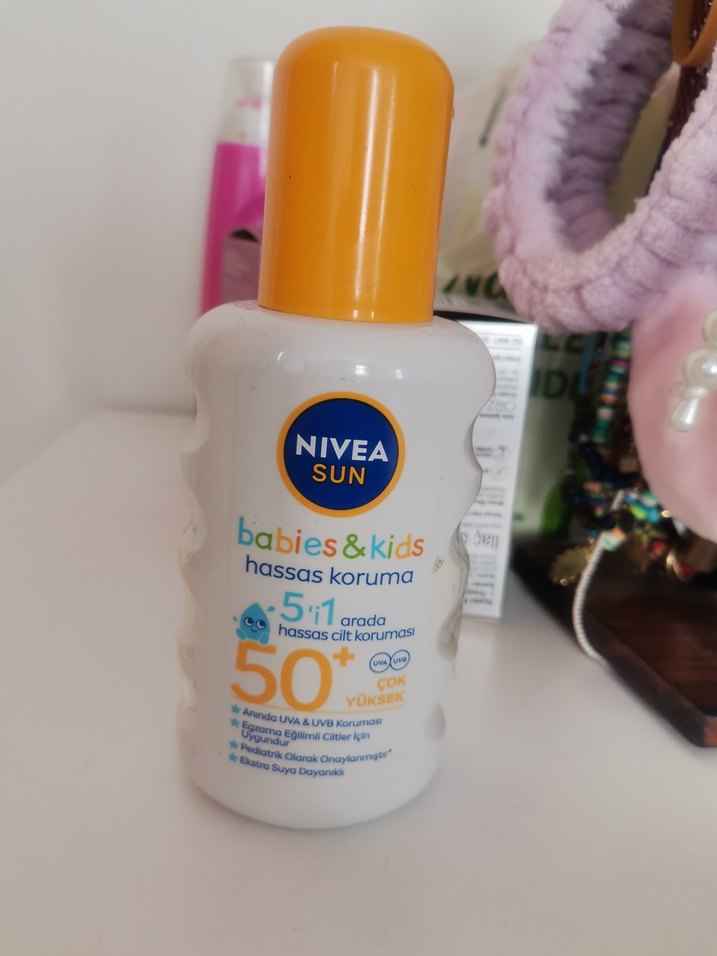 NIVEA
SUN
babies & kids
hassas koruma
5'i1 arada
hassas cilt koruması
50+
UVA UVB
ÇOK
YÜKSEK
Anında UVA & UVB Koruması
Egzama Eğilimli Ciltler İçin
Uygundur
Pediatrik Olarak Onaylanmıştır*
Ekstra Suya Dayanıklı